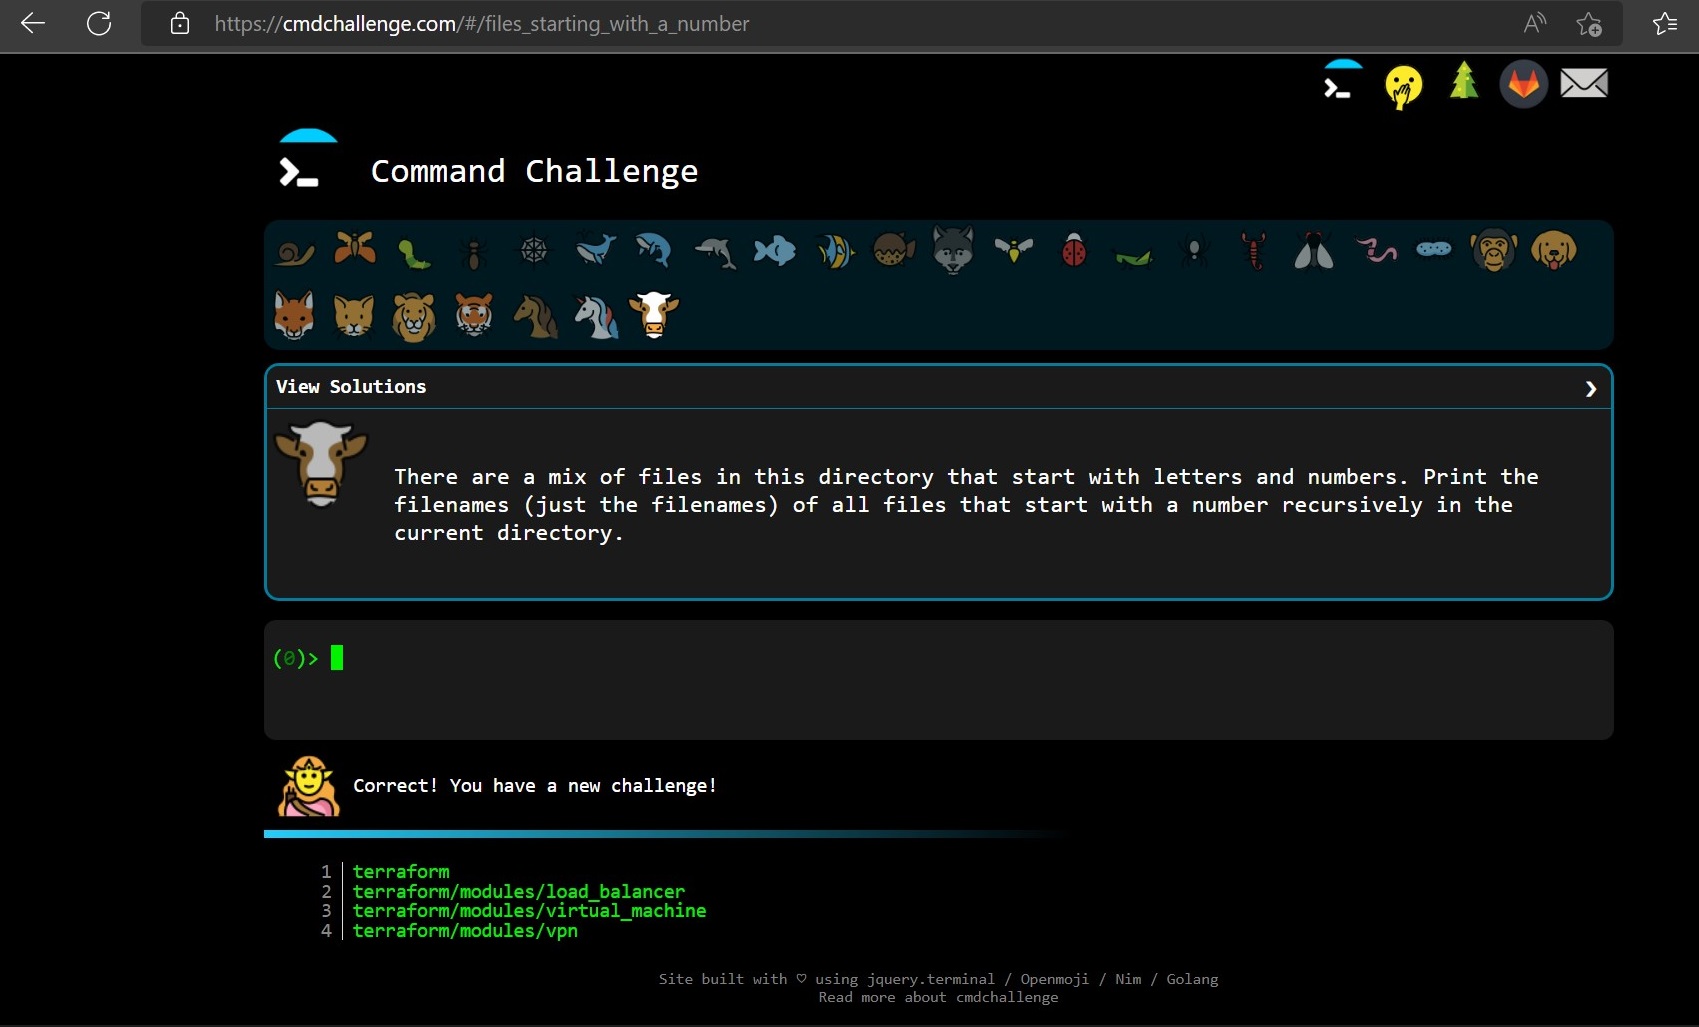 https://cmdchallenge.com/#/files_starting_with_a_number
Command Challenge
View Solutions
There are a mix of files in this directory that start with letters and numbers. Print the
filenames (just the filenames) of all files that start with a number recursively in the
current directory.
(0)>
Correct! You have a new challenge!
1 terraform
2 terraform/modules/load_balancer
3 terraform/modules/virtual_machine
4 terraform/modules/vpn
Site built with ♡ using jquery.terminal / Openmoji / Nim / Golang
Read more about cmdchallenge